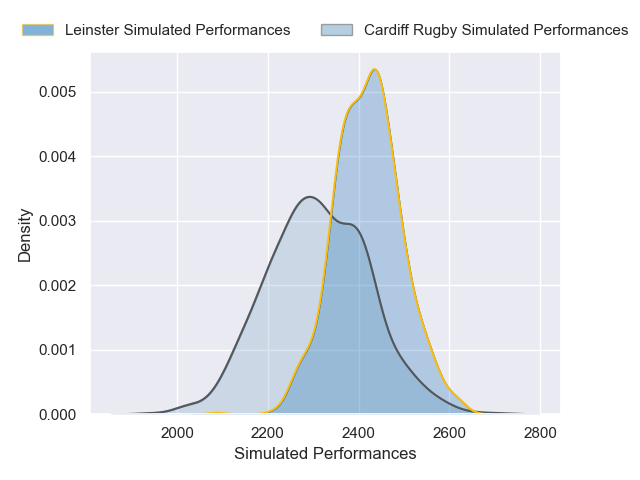 Leinster Simulated Performances
Cardiff Rugby Simulated Performances
0.005
0.004
0.003
0.002
0.001
0.000
Density
2000
2200
2400
2600
2800
Simulated Performances